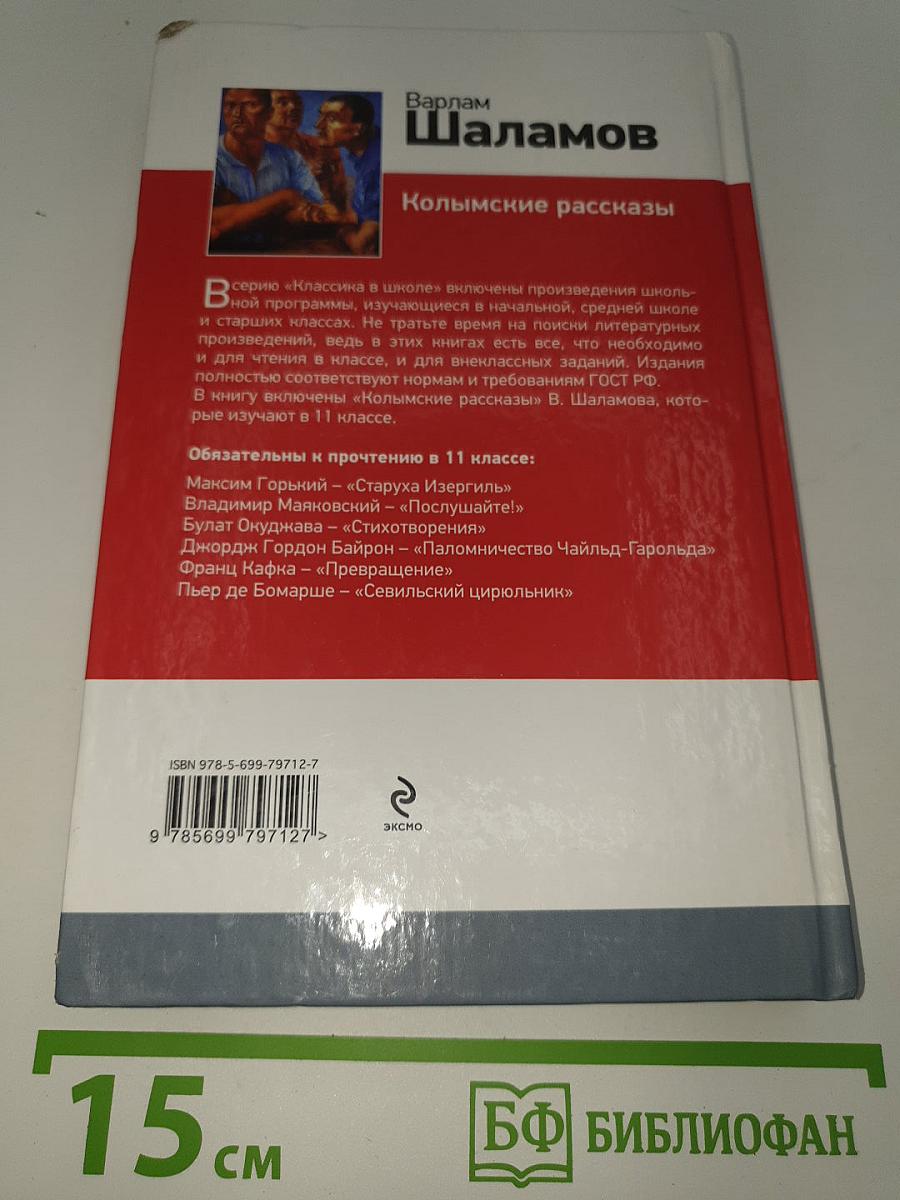 Варлам
Шаламов
Колымские рассказы
В серию «Классика в школе» включены произведения школь-
ной программы, изучающиеся в начальной, средней школе
и старших классах. Не тратьте время на поиски литературных
произведений, ведь в этих книгах есть все, что необходимо
и для чтения в классе, и для внеклассных заданий. Издания
полностью соответствуют нормам и требованиям ГОСТ РФ.
В книгу включены «Колымские рассказы» В. Шаламова, кото-
рые изучают в 11 классе.
Обязательны к прочтению в 11 классе:
Максим Горький – «Старуха Изергиль»
Владимир Маяковский – «Послушайте!»
Булат Окуджава – «Стихотворения»
Джордж Гордон Байрон – «Паломничество Чайльд-Гарольда»
Франц Кафка – «Превращение»
Пьер де Бомарше – «Севильский цирюльник»
ISBN 978-5-699-79712-7
9 785699 797127 >
ЭКСМО
15 см
БФ БИБЛИОФАН